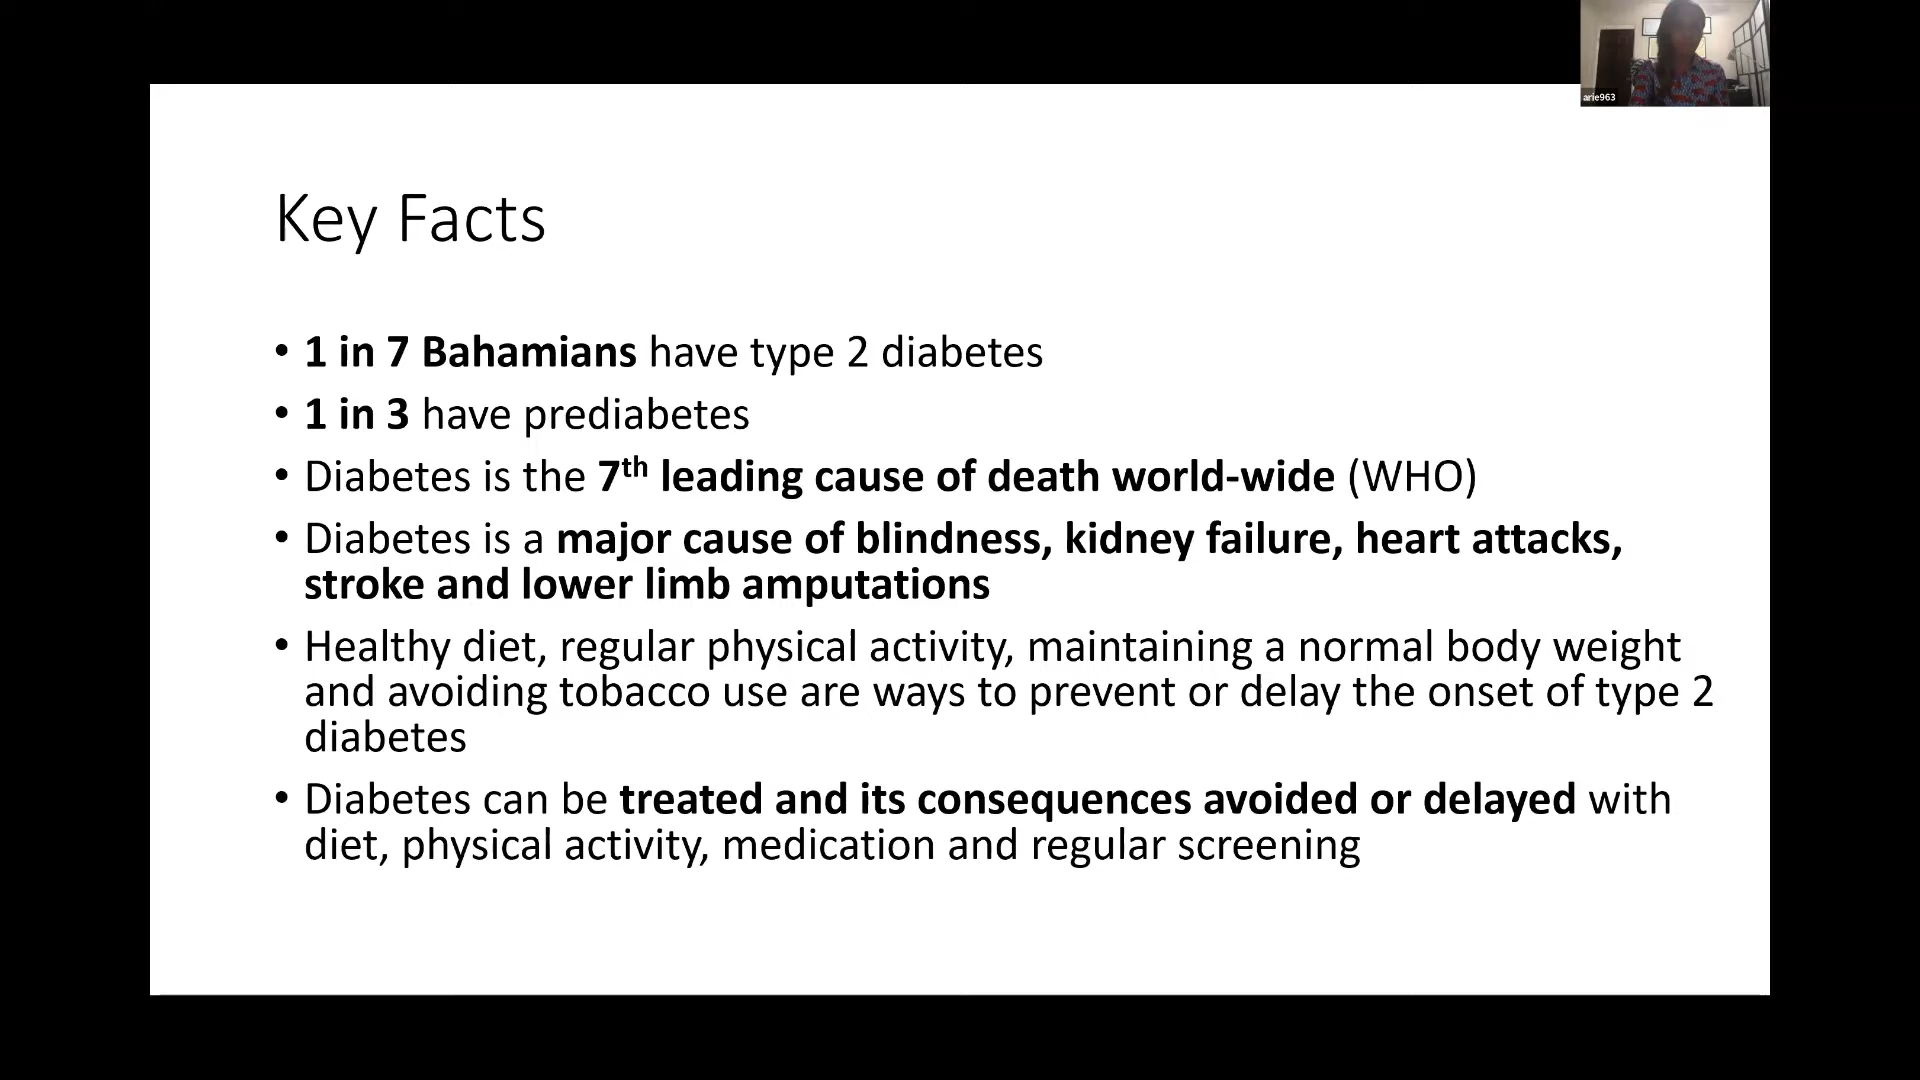 arie963
Key Facts
• 1 in 7 Bahamians have type 2 diabetes
• 1 in 3 have prediabetes
• Diabetes is the 7th leading cause of death world-wide (WHO)
• Diabetes is a major cause of blindness, kidney failure, heart attacks,
stroke and lower limb amputations
• Healthy diet, regular physical activity, maintaining a normal body weight
and avoiding tobacco use are ways to prevent or delay the onset of type 2
diabetes
• Diabetes can be treated and its consequences avoided or delayed with
diet, physical activity, medication and regular screening